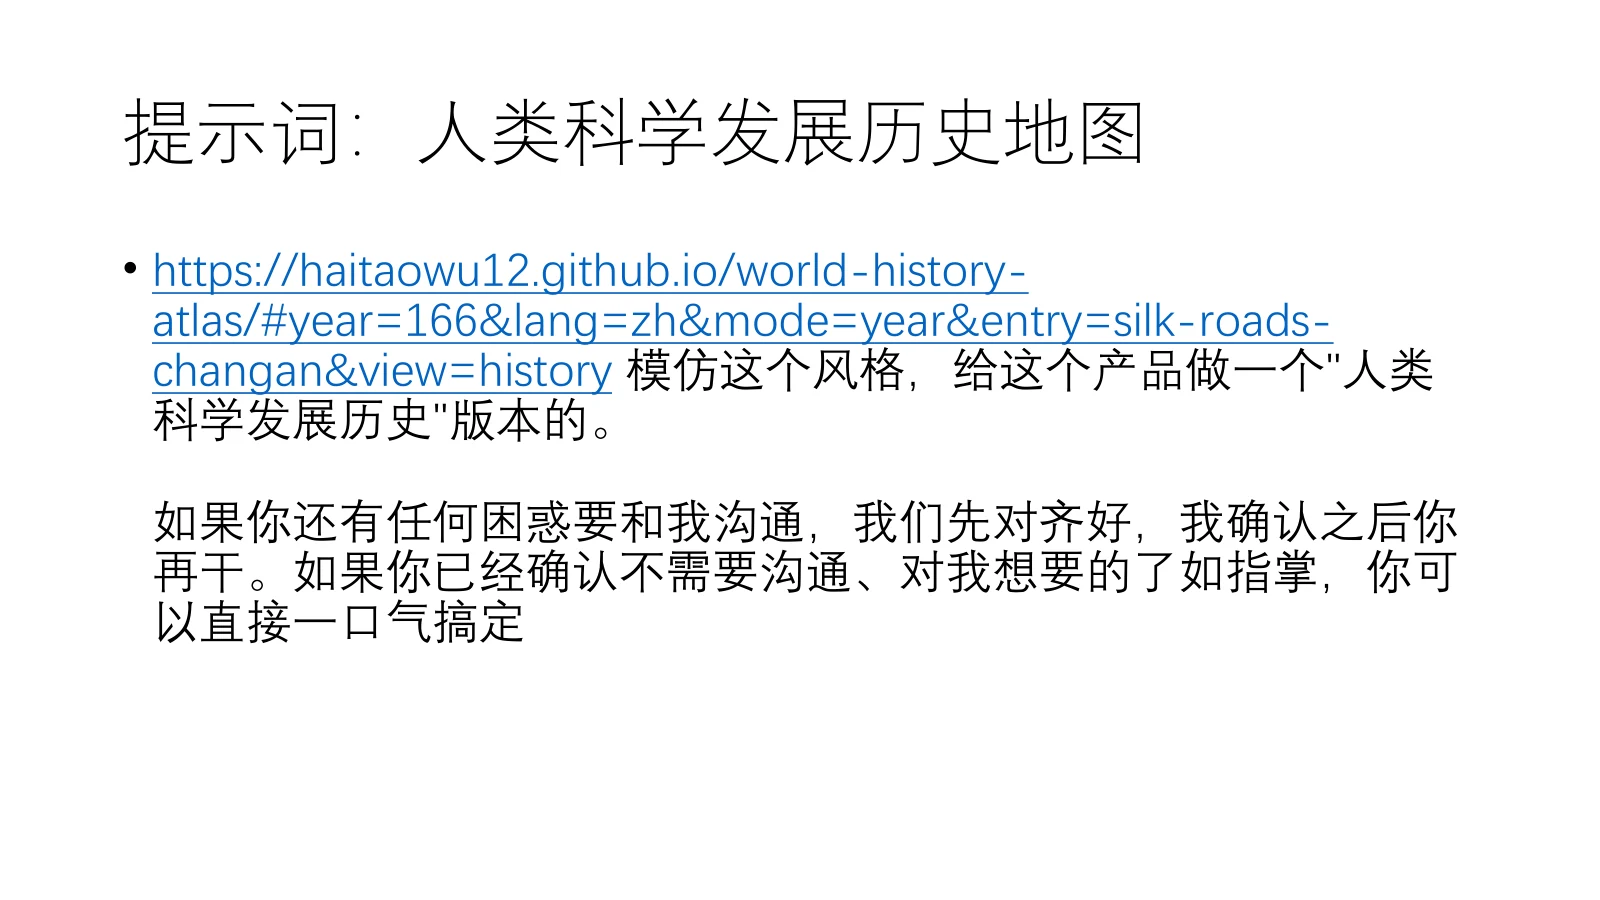 提示词：人类科学发展历史地图
• https://haitaowu12.github.io/world-history-
atlas/#year=166&lang=zh&mode=year&entry=silk-roads-
changan&view=history 模仿这个风格，给这个产品做一个"人类
科学发展历史"版本的。
如果你还有任何困惑要和我沟通，我们先对齐好，我确认之后你
再干。如果你已经确认不需要沟通、对我想要的了如指掌，你可
以直接一口气搞定